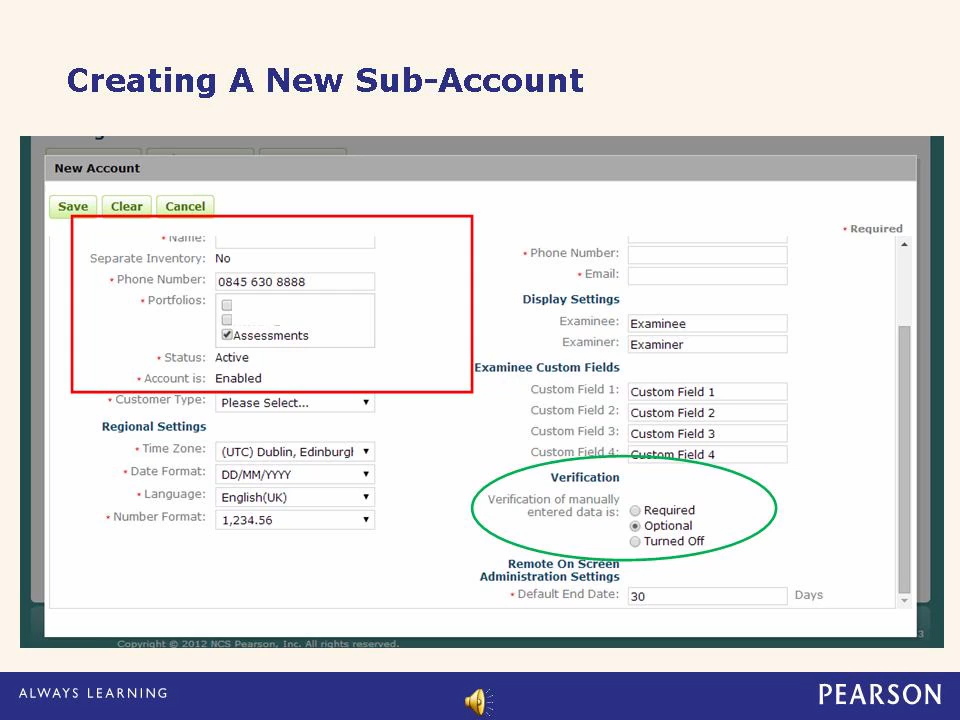 Creating A New Sub-Account
New Account
Save Clear Cancel
* Required
* Name:
Separate Inventory: No
* Phone Number: 0845 630 8888
* Portfolios:
Assessments
* Status: Active
* Account is: Enabled
* Customer Type: Please Select...
Regional Settings
* Time Zone: (UTC) Dublin, Edinburgh
* Date Format: DD/MM/YYYY
* Language: English(UK)
* Number Format: 1,234.56
* Phone Number:
* Email:
Display Settings
Examinee: Examinee
Examiner: Examiner
Examinee Custom Fields
Custom Field 1: Custom Field 1
Custom Field 2: Custom Field 2
Custom Field 3: Custom Field 3
Custom Field 4: Custom Field 4
Verification
Verification of manually
entered data is:
Required
Optional
Turned Off
Remote On Screen
Administration Settings
* Default End Date: 30 Days
Copyright © 2012 NCS Pearson, Inc. All rights reserved.
3
ALWAYS LEARNING
PEARSON